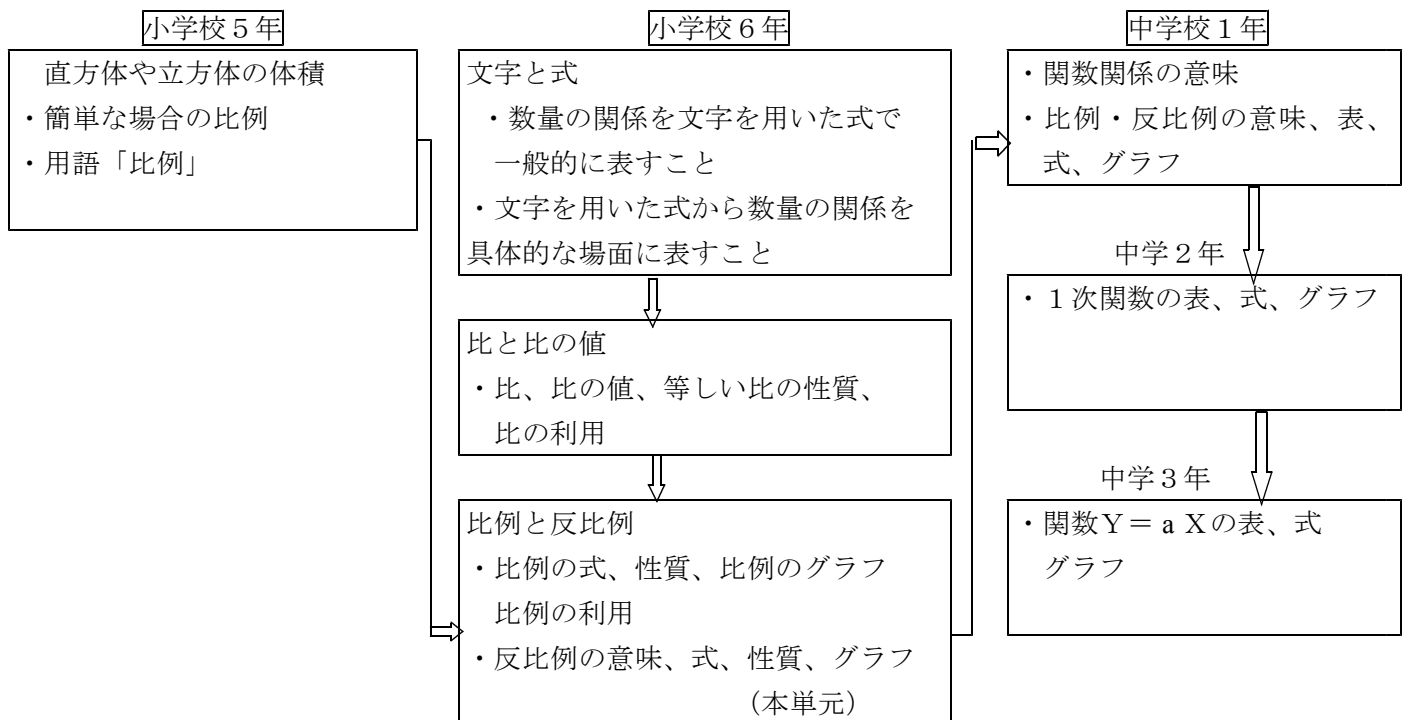 小学校５年
直方体や立方体の体積
・簡単な場合の比例
・用語「比例」
小学校６年
文字と式
・数量の関係を文字を用いた式で
一般的に表すこと
・文字を用いた式から数量の関係を
具体的な場面に表すこと
比と比の値
・比、比の値、等しい比の性質、
比の利用
比例と反比例
・比例の式、性質、比例のグラフ
比例の利用
・反比例の意味、式、性質、グラフ
（本単元）
中学校１年
・関数関係の意味
・比例・反比例の意味、表、
式、グラフ
中学２年
・１次関数の表、式、グラフ
中学３年
・関数Ｙ＝ａＸの表、式
グラフ